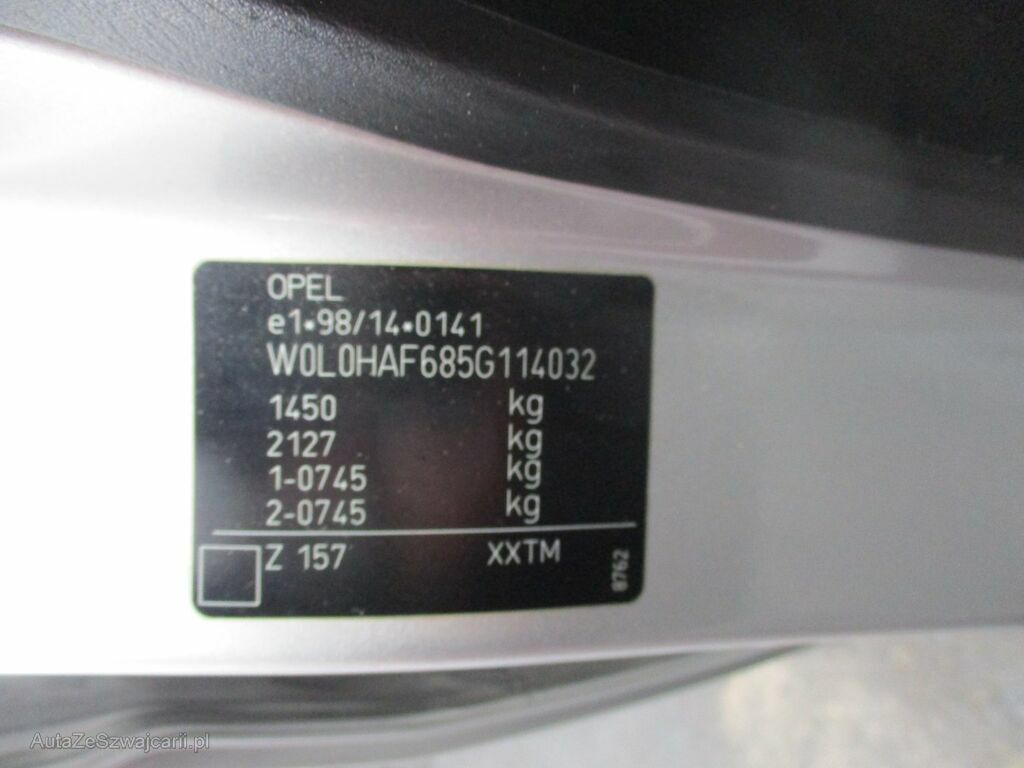 OPEL
e1*98/14*0141
W0L0HAF685G114032
1450 kg
2127 kg
1-0745 kg
2-0745 kg
Z 157 XXTM
8762
AutaZeSzwajcarii.pl